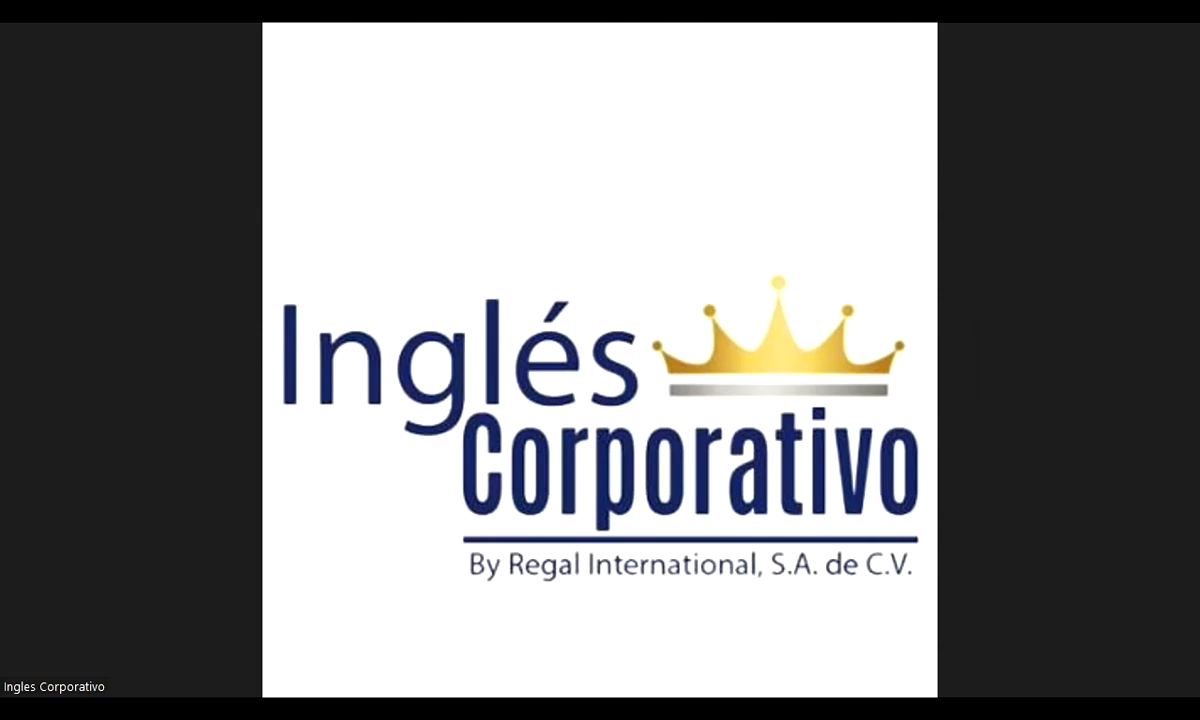 Inglés
Corporativo
By Regal International, S.A. de C.V.
Ingles Corporativo